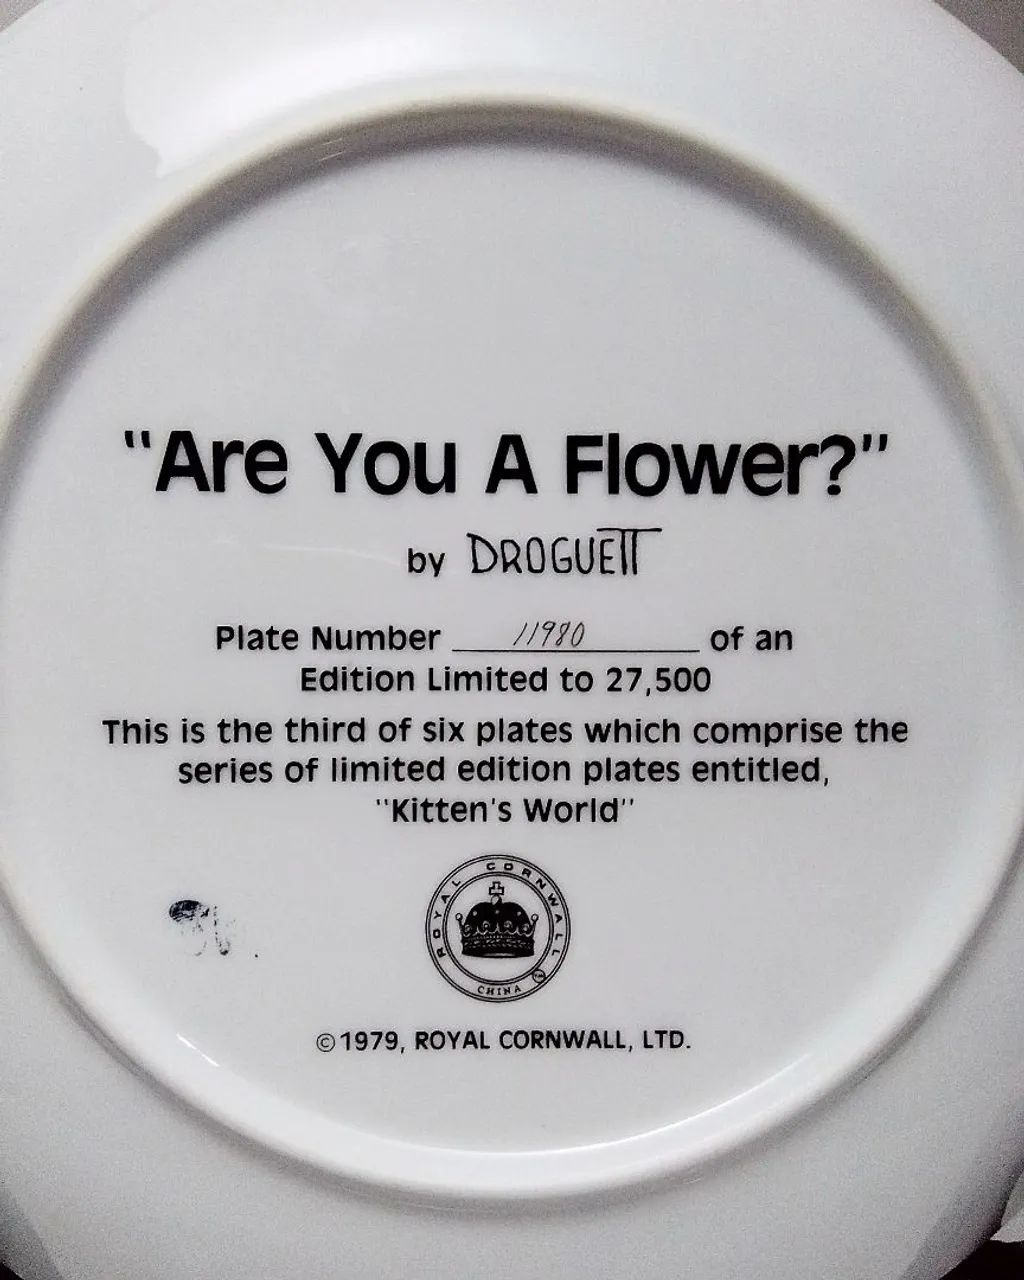 "Are You A Flower?"
by DROGUETT
Plate Number 11980 of an
Edition Limited to 27,500
This is the third of six plates which comprise the
series of limited edition plates entitled,
"Kitten's World"
ROYAL CORNWALL
TM
CHINA
©1979, ROYAL CORNWALL, LTD.